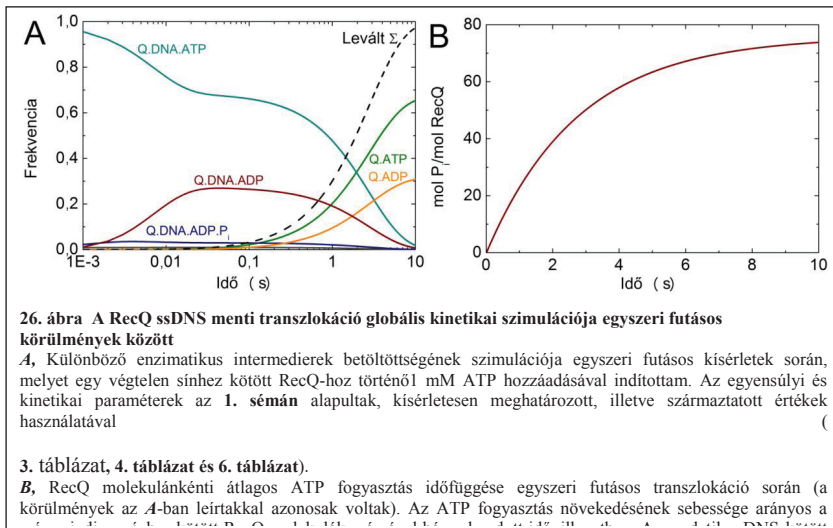 A
1,0
0,8
0,6
0,4
0,2
0,0
Frekvencia
Q.DNA.ATP
Levált Σ
Q.ATP
Q.DNA.ADP
Q.ADP
Q.DNA.ADP.Pi
1E-3 0,01 0,1 1 10
Idő (s)
B
80
60
40
20
0
mol Pi/mol RecQ
0 2 4 6 8 10
Idő (s)
26. ábra A RecQ ssDNS menti transzlokáció globális kinetikai szimulációja egyszeri futásos
körülmények között
A, Különböző enzimatikus intermedierek betöltöttségének szimulációja egyszeri futásos kísérletek során,
melyet egy végtelen sínhez kötött RecQ-hoz történő1 mM ATP hozzáadásával indítottam. Az egyensúlyi és
kinetikai paraméterek az 1. sémán alapultak, kísérletesen meghatározott, illetve származtatott értékek
használatával (
3. táblázat, 4. táblázat és 6. táblázat).
B, RecQ molekulánkénti átlagos ATP fogyasztás időfüggése egyszeri futásos transzlokáció során (a
körülmények az A-ban leírtakkal azonosak voltak). Az ATP fogyasztás növekedésének sebessége arányos a